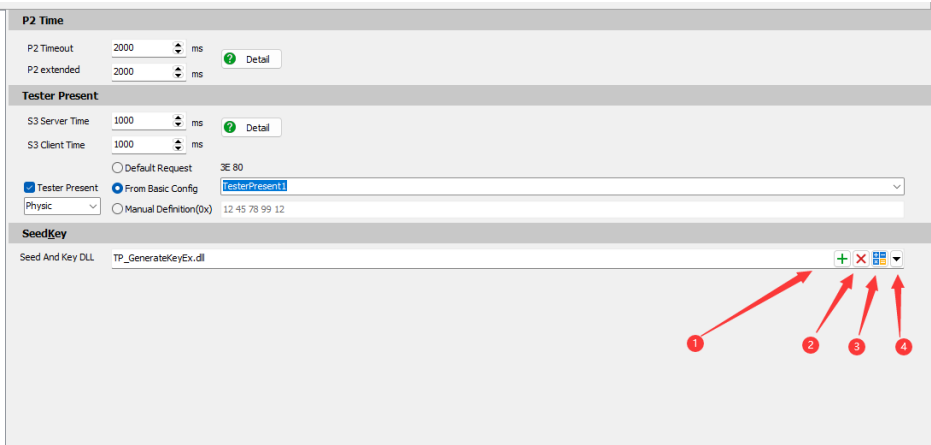 P2 Time
P2 Timeout 2000 ms
Detail
P2 extended 2000 ms
Tester Present
S3 Server Time 1000 ms
Detail
S3 Client Time 1000 ms
Default Request 3E 80
Tester Present From Basic Config TesterPresent1
Physic Manual Definition(0x) 12 45 78 99 12
SeedKey
Seed And Key DLL TP_GenerateKeyEx.dll
1 2 3 4